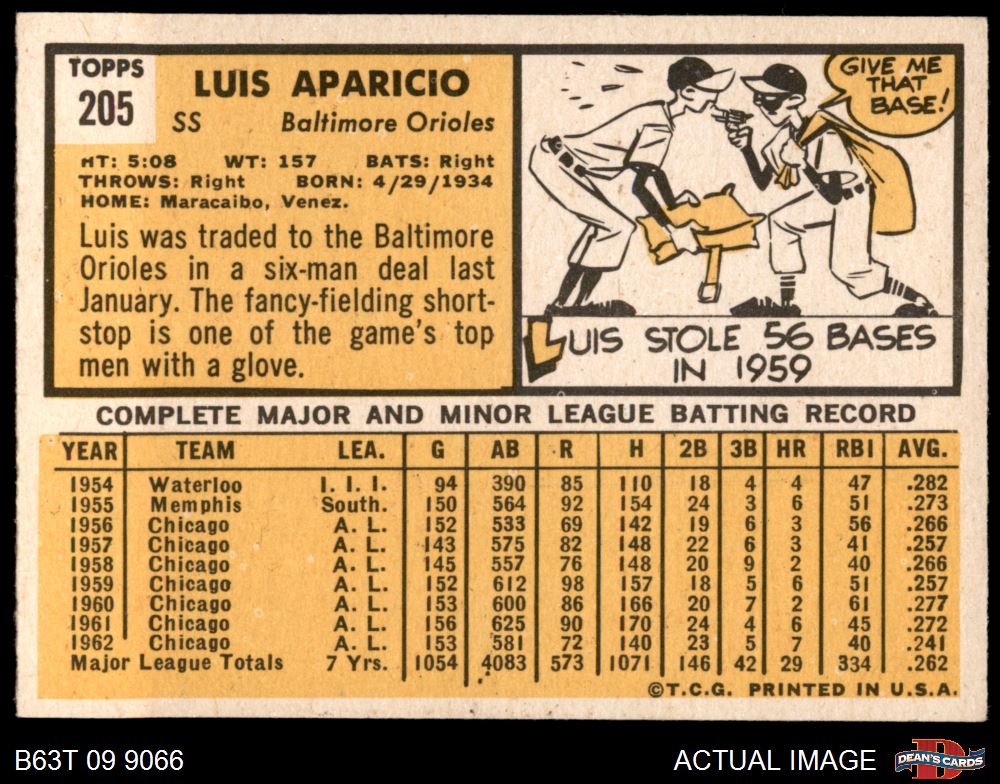 TOPPS
205
LUIS APARICIO
SS Baltimore Orioles
HT: 5:08 WT: 157 BATS: Right
THROWS: Right BORN: 4/29/1934
HOME: Maracaibo, Venez.
Luis was traded to the Baltimore
Orioles in a six-man deal last
January. The fancy-fielding short-
stop is one of the game's top
men with a glove.
GIVE ME
THAT
BASE!
LUIS STOLE 56 BASES
IN 1959
COMPLETE MAJOR AND MINOR LEAGUE BATTING RECORD
YEAR TEAM LEA. G AB R H 2B 3B HR RBI AVG.
1954 Waterloo I. I. I. 94 390 85 110 18 4 4 47 .282
1955 Memphis South. 150 564 92 154 24 3 6 51 .273
1956 Chicago A. L. 152 533 69 142 19 6 3 56 .266
1957 Chicago A. L. 143 575 82 148 22 6 3 41 .257
1958 Chicago A. L. 145 557 76 148 20 9 2 40 .266
1959 Chicago A. L. 152 612 98 157 18 5 6 51 .257
1960 Chicago A. L. 153 600 86 166 20 7 2 61 .277
1961 Chicago A. L. 156 625 90 170 24 4 6 45 .272
1962 Chicago A. L. 153 581 72 140 23 5 7 40 .241
Major League Totals 7 Yrs. 1054 4083 573 1071 146 42 29 334 .262
©T.C.G. PRINTED IN U.S.A.
B63T 09 9066 ACTUAL IMAGE
D
DEAN'S CARDS